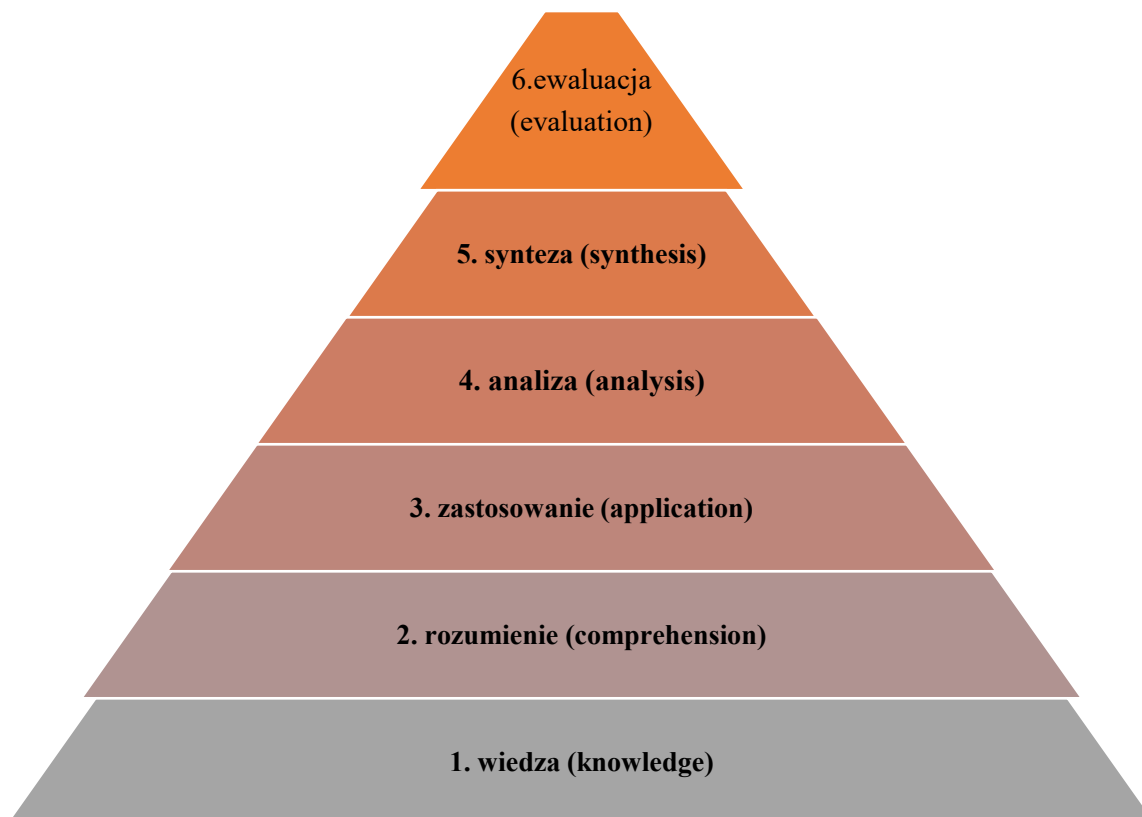 6.ewaluacja
(evaluation)
5. synteza (synthesis)
4. analiza (analysis)
3. zastosowanie (application)
2. rozumienie (comprehension)
1. wiedza (knowledge)